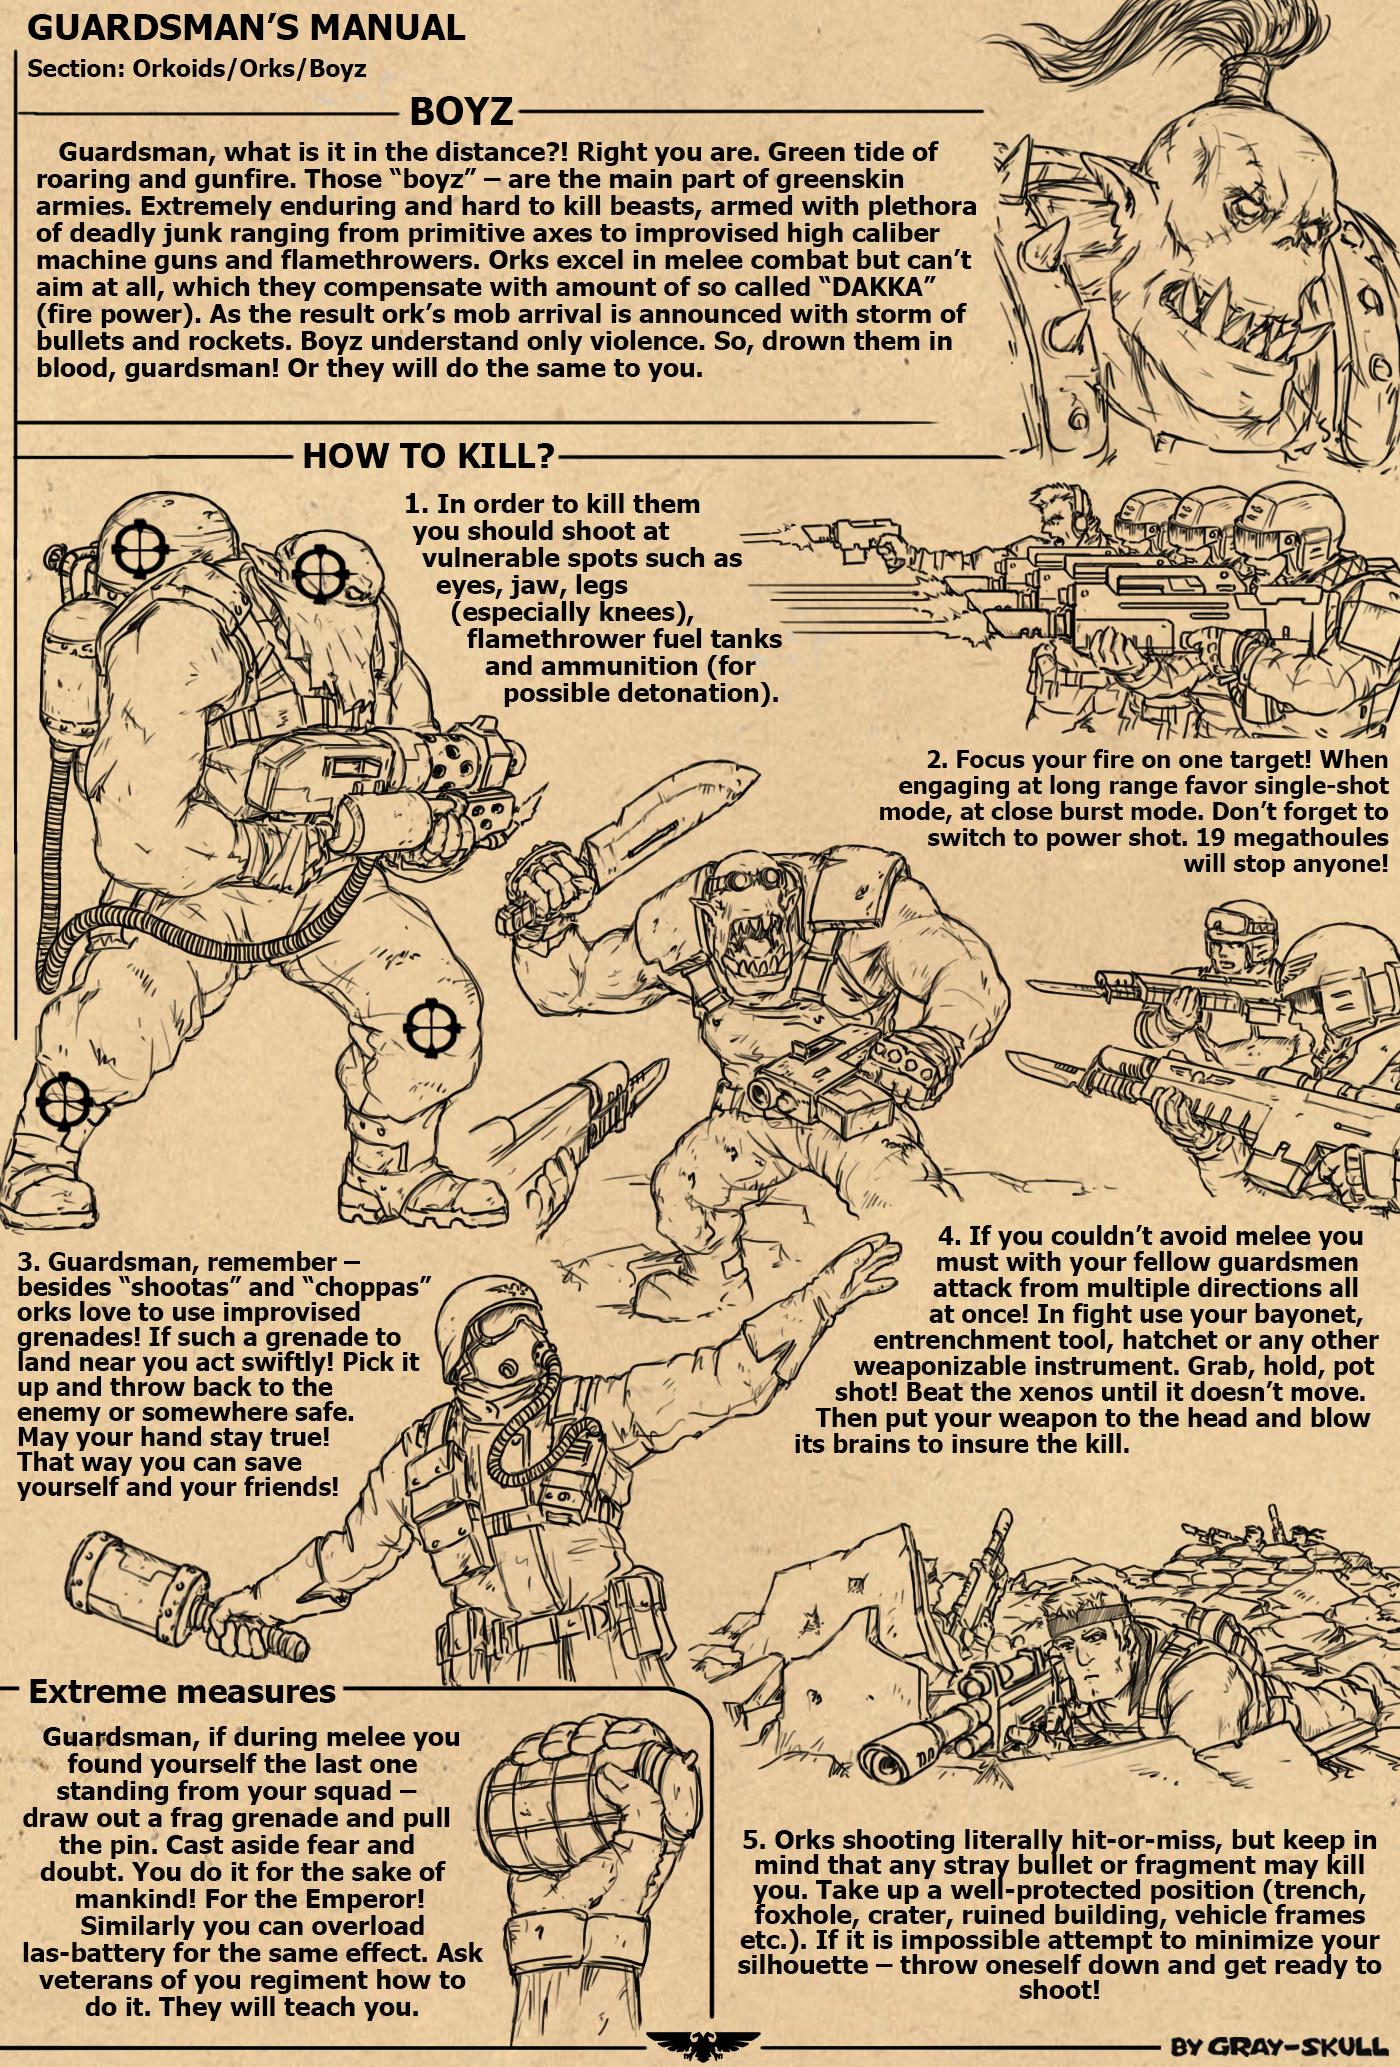 GUARDSMAN'S MANUAL
Section: Orkoids/Orks/Boyz
BOYZ
Guardsman, what is it in the distance?! Right you are. Green tide of
roaring and gunfire. Those "boyz" – are the main part of greenskin
armies. Extremely enduring and hard to kill beasts, armed with plethora
of deadly junk ranging from primitive axes to improvised high caliber
machine guns and flamethrowers. Orks excel in melee combat but can't
aim at all, which they compensate with amount of so called "DAKKA"
(fire power). As the result ork's mob arrival is announced with storm of
bullets and rockets. Boyz understand only violence. So, drown them in
blood, guardsman! Or they will do the same to you.
HOW TO KILL?
1. In order to kill them
you should shoot at
vulnerable spots such as
eyes, jaw, legs
(especially knees),
flamethrower fuel tanks
and ammunition (for
possible detonation).
2. Focus your fire on one target! When
engaging at long range favor single-shot
mode, at close burst mode. Don't forget to
switch to power shot. 19 megathoules
will stop anyone!
3. Guardsman, remember –
besides "shootas" and "choppas"
orks love to use improvised
grenades! If such a grenade to
land near you act swiftly! Pick it
up and throw back to the
enemy or somewhere safe.
May your hand stay true!
That way you can save
yourself and your friends!
4. If you couldn't avoid melee you
must with your fellow guardsmen
attack from multiple directions all
at once! In fight use your bayonet,
entrenchment tool, hatchet or any other
weaponizable instrument. Grab, hold, pot
shot! Beat the xenos until it doesn't move.
Then put your weapon to the head and blow
its brains to insure the kill.
Extreme measures
Guardsman, if during melee you
found yourself the last one
standing from your squad –
draw out a frag grenade and pull
the pin. Cast aside fear and
doubt. You do it for the sake of
mankind! For the Emperor!
Similarly you can overload
las-battery for the same effect. Ask
veterans of you regiment how to
do it. They will teach you.
5. Orks shooting literally hit-or-miss, but keep in
mind that any stray bullet or fragment may kill
you. Take up a well-protected position (trench,
foxhole, crater, ruined building, vehicle frames
etc.). If it is impossible attempt to minimize your
silhouette – throw oneself down and get ready to
shoot!
BY GRAY-SKULL